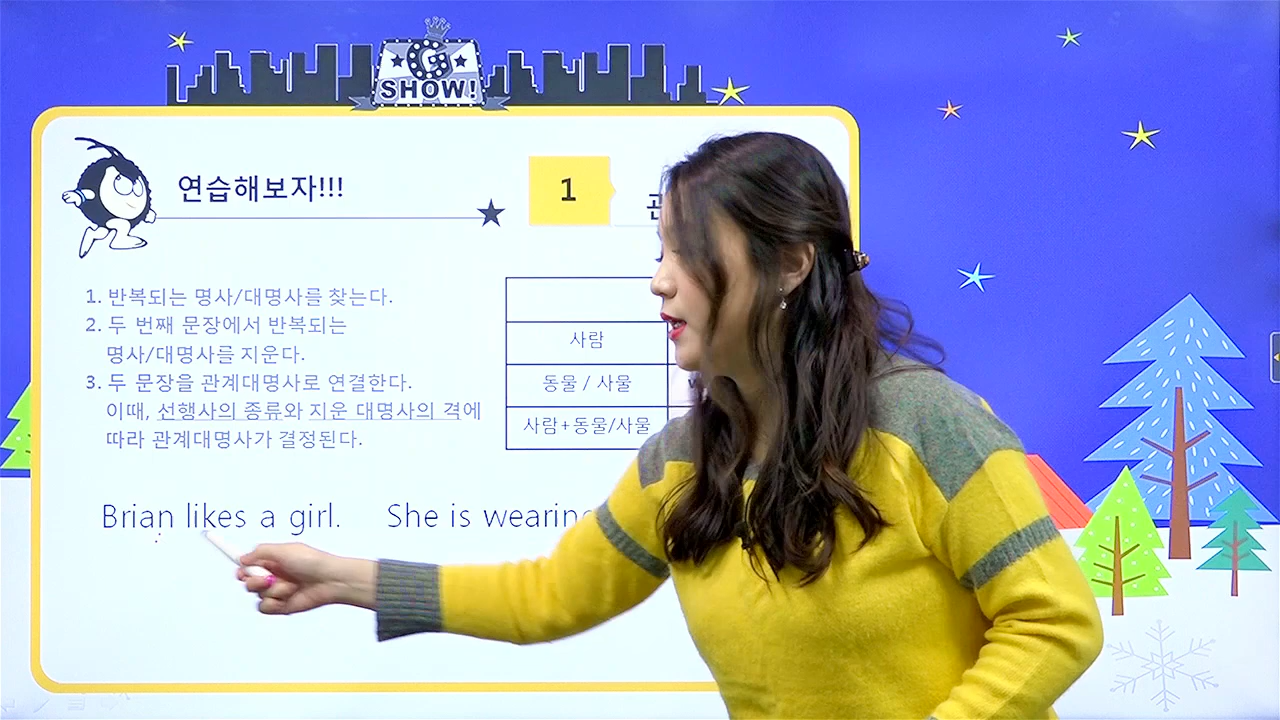 G
SHOW!
연습해보자!!!
1
1. 반복되는 명사/대명사를 찾는다.
2. 두 번째 문장에서 반복되는
명사/대명사를 지운다.
3. 두 문장을 관계대명사로 연결한다.
이때, 선행사의 종류와 지운 대명사의 격에
따라 관계대명사가 결정된다.
사람
동물 / 사물
사람+동물/사물
Brian likes a girl. She is wearing